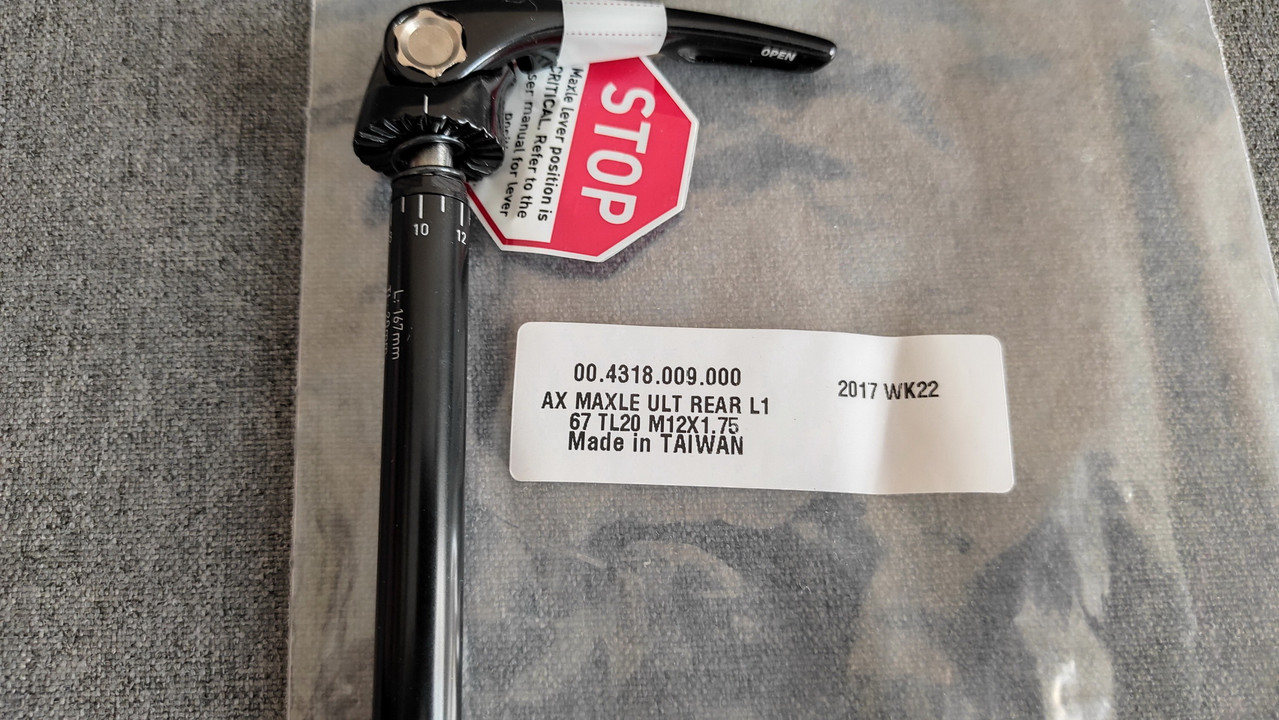 OPEN
STOP
Maxle lever position is
CRITICAL. Refer to the
user manual for lever
10 12
L: 167mm
00.4318.009.000
AX MAXLE ULT REAR L1
67 TL20 M12X1.75
Made in TAIWAN
2017 WK22